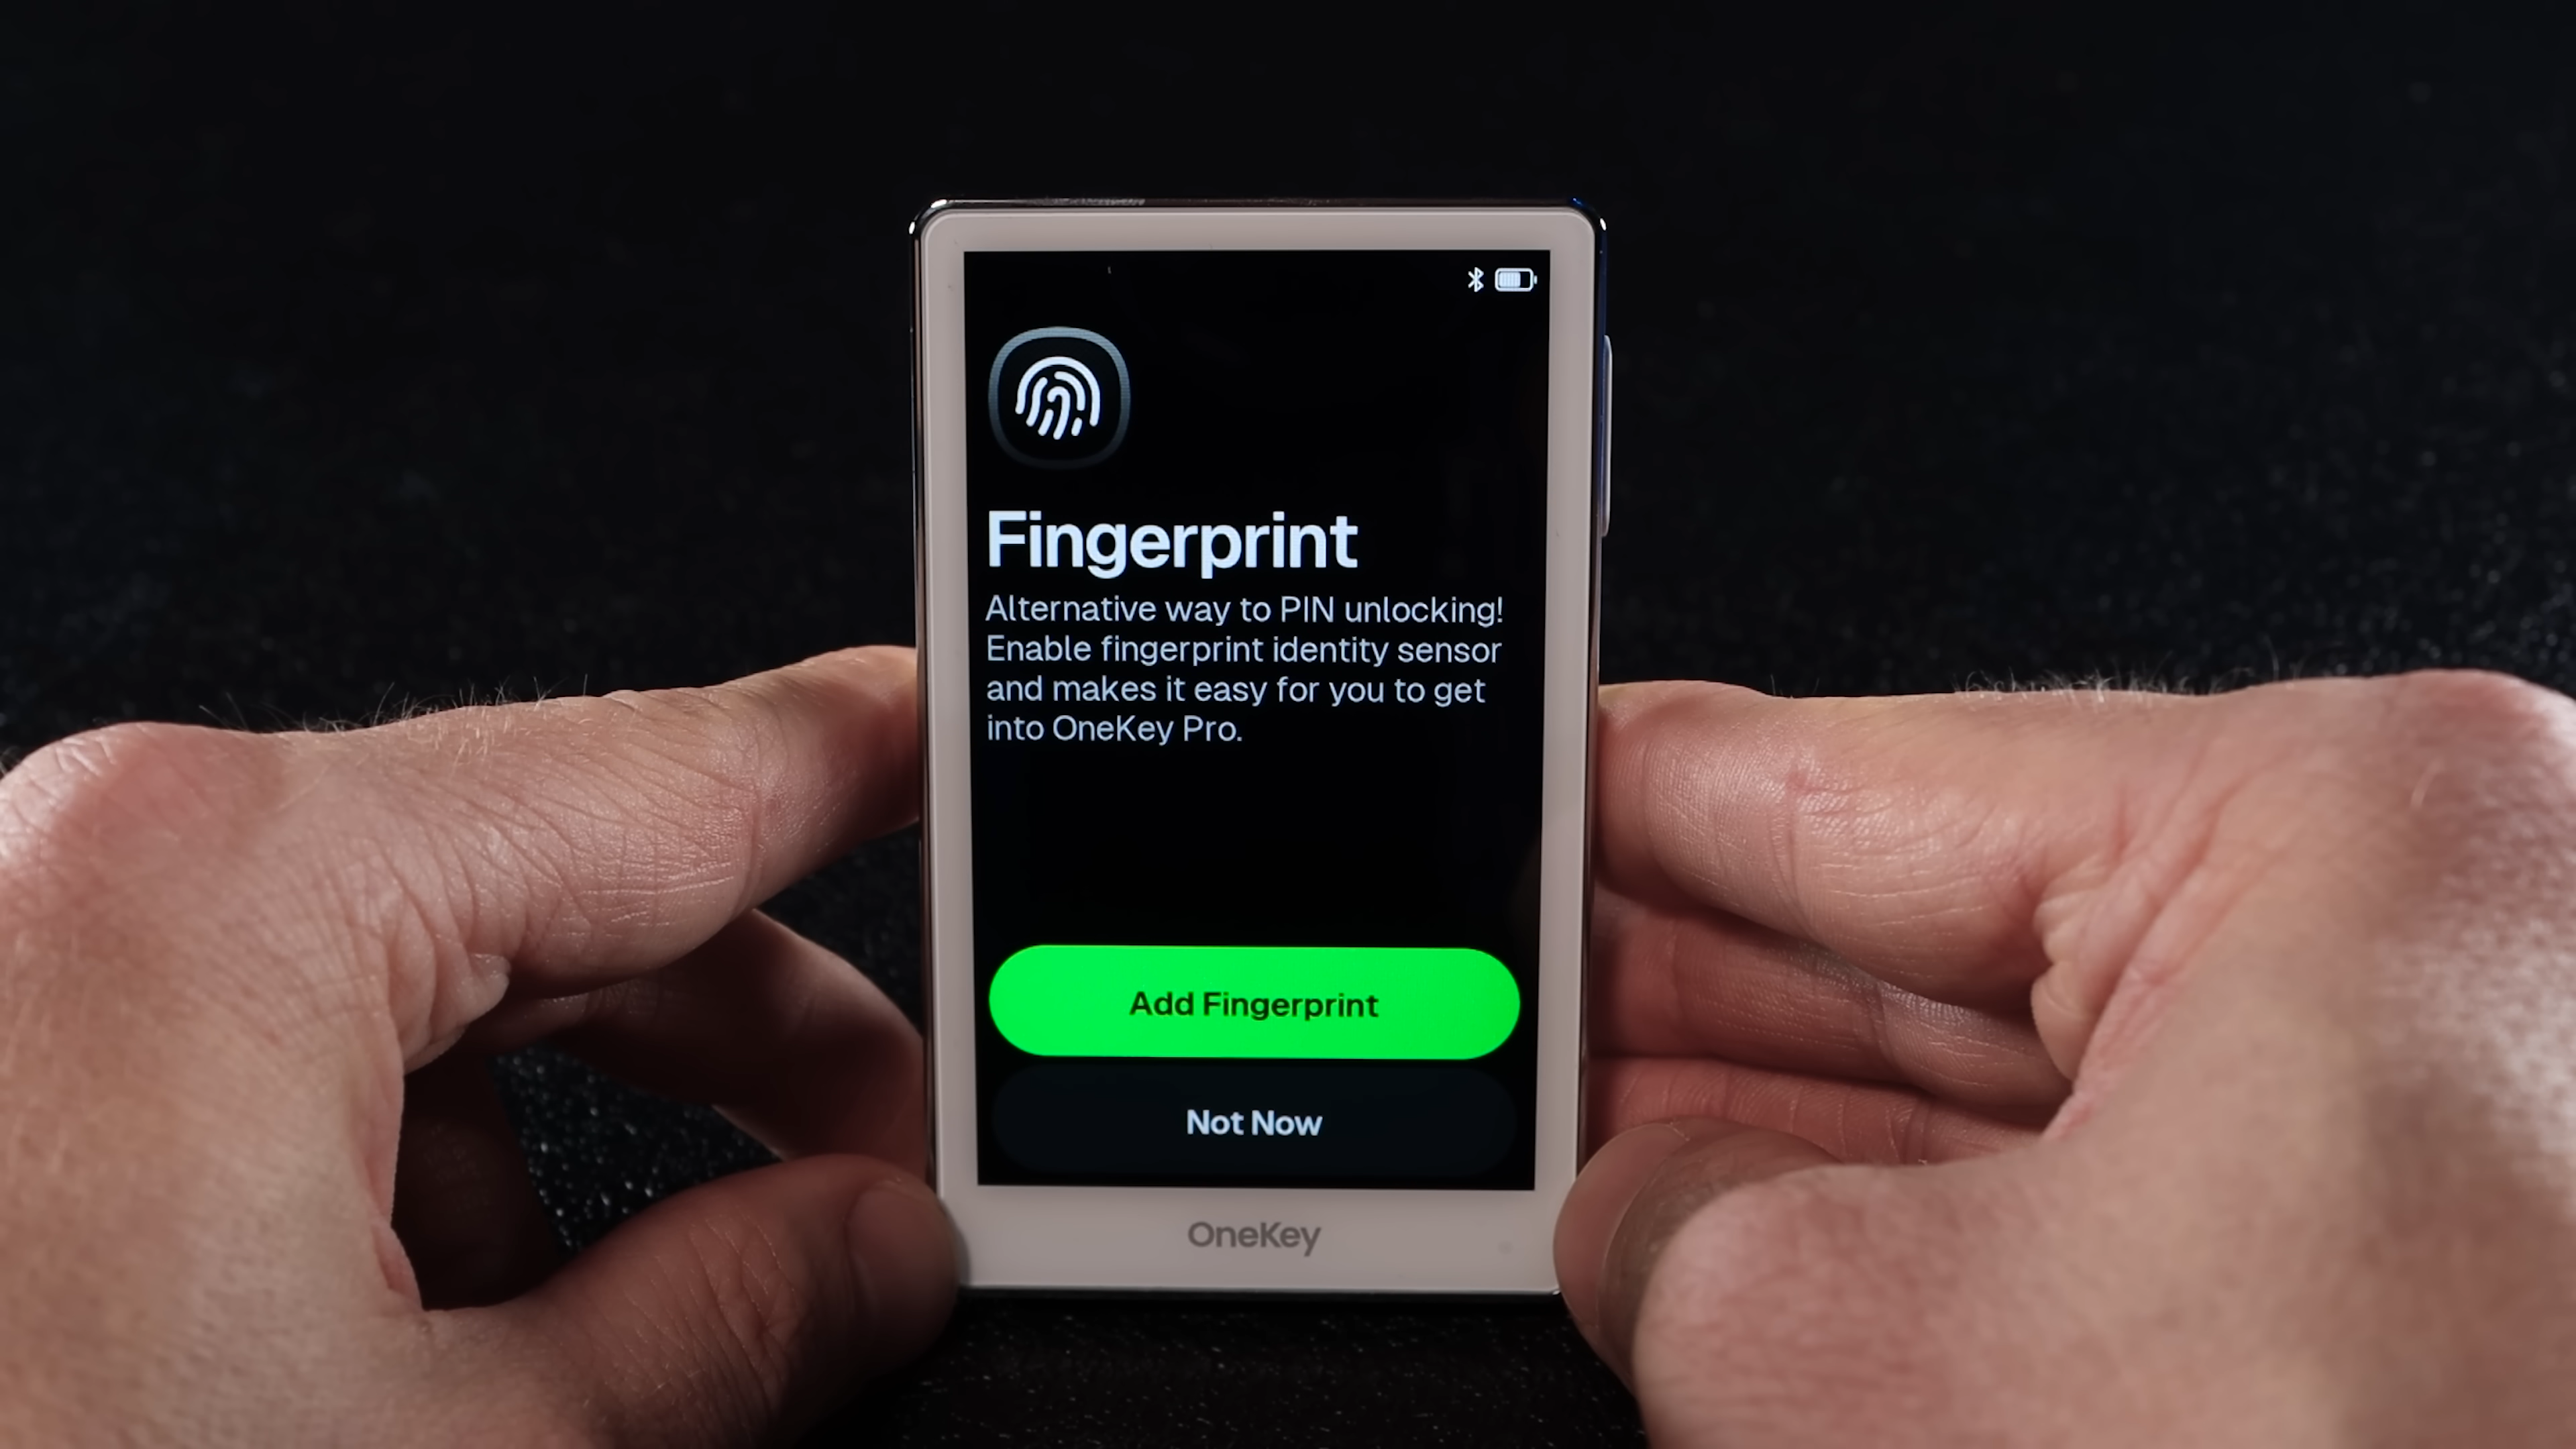 Fingerprint
Alternative way to PIN unlocking!
Enable fingerprint identity sensor
and makes it easy for you to get
into OneKey Pro.
Add Fingerprint
Not Now
OneKey